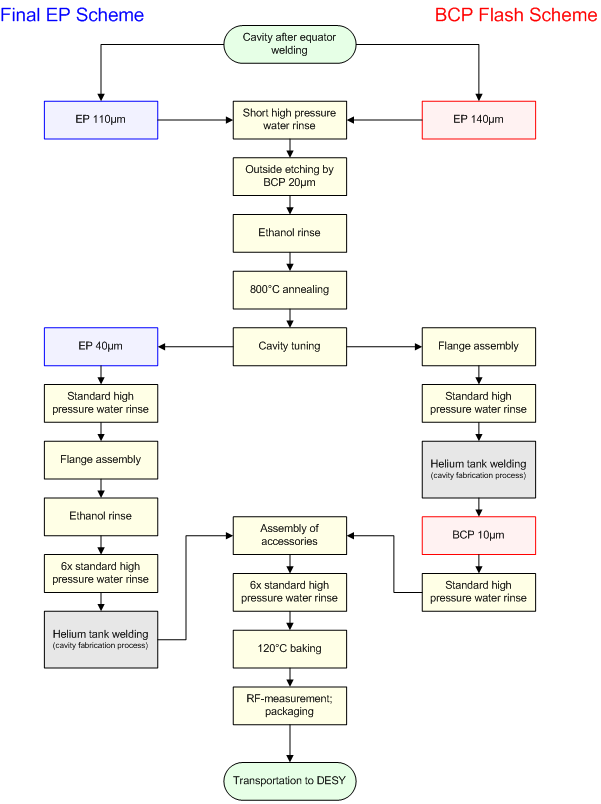 Final EP Scheme
BCP Flash Scheme
Cavity after equator
welding
EP 110µm
Short high pressure
water rinse
EP 140µm
Outside etching by
BCP 20µm
Ethanol rinse
800°C annealing
EP 40µm
Cavity tuning
Flange assembly
Standard high
pressure water rinse
Standard high
pressure water rinse
Flange assembly
Helium tank welding
(cavity fabrication process)
Ethanol rinse
Assembly of
accessories
BCP 10µm
6x standard high
pressure water rinse
6x standard high
pressure water rinse
Standard high
pressure water rinse
Helium tank welding
(cavity fabrication process)
120°C baking
RF-measurement;
packaging
Transportation to DESY